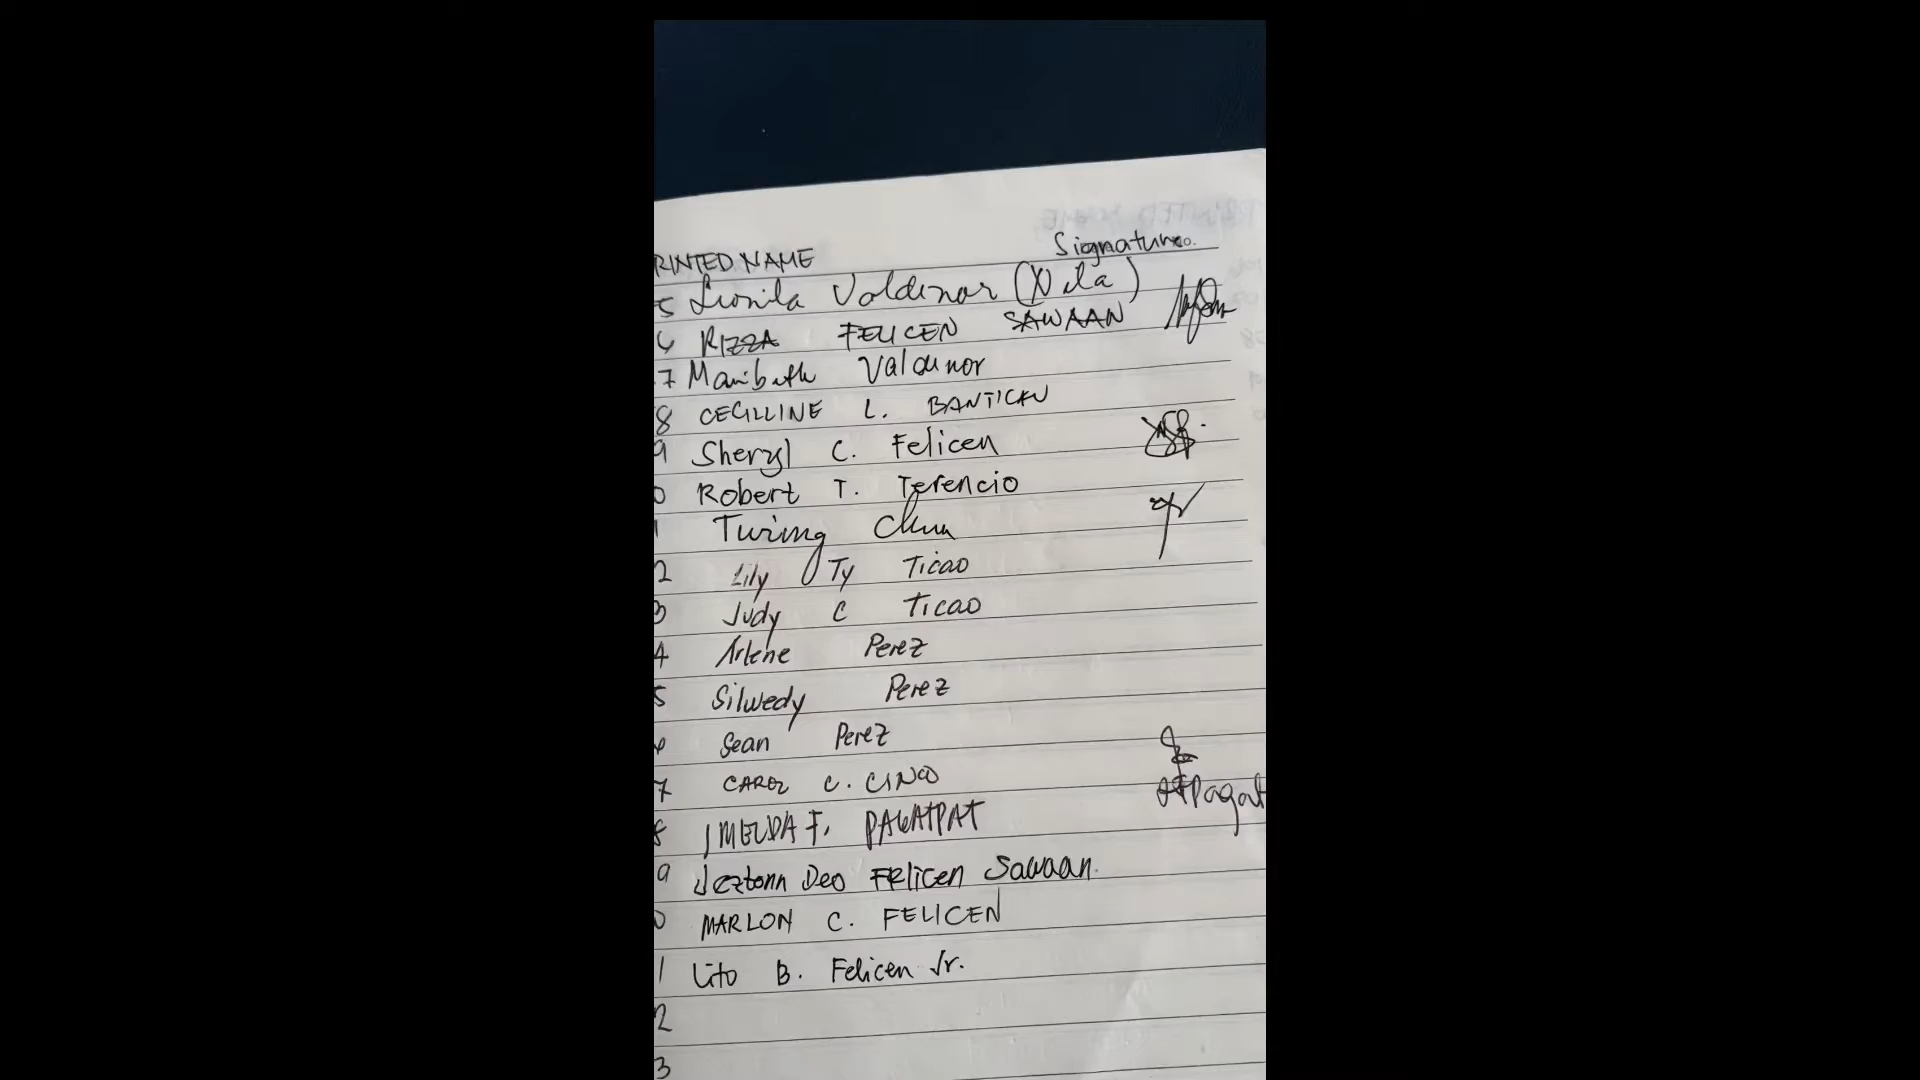 RINTED NAME Signature
5 Leonila Valdenor (Nila)
6 RIZZA FELICEN SAWAAN
7 Maribeth Valdenor
8 CECILLINE L. BANTICAN
9 Sheryl C. Felicen
0 Robert T. Terencio
1 Turing Chua
2 Lily Ty Ticao
3 Judy C Ticao
4 Arlene Perez
5 Silwedy Perez
6 Sean Perez
7 CAROL C. CINCO
8 IMELDA F. PAGATPAT
9 Jeztonn Deo Felicen Sawaan.
0 MARLON C. FELICEN
1 Lito B. Felicen Jr.
2
3